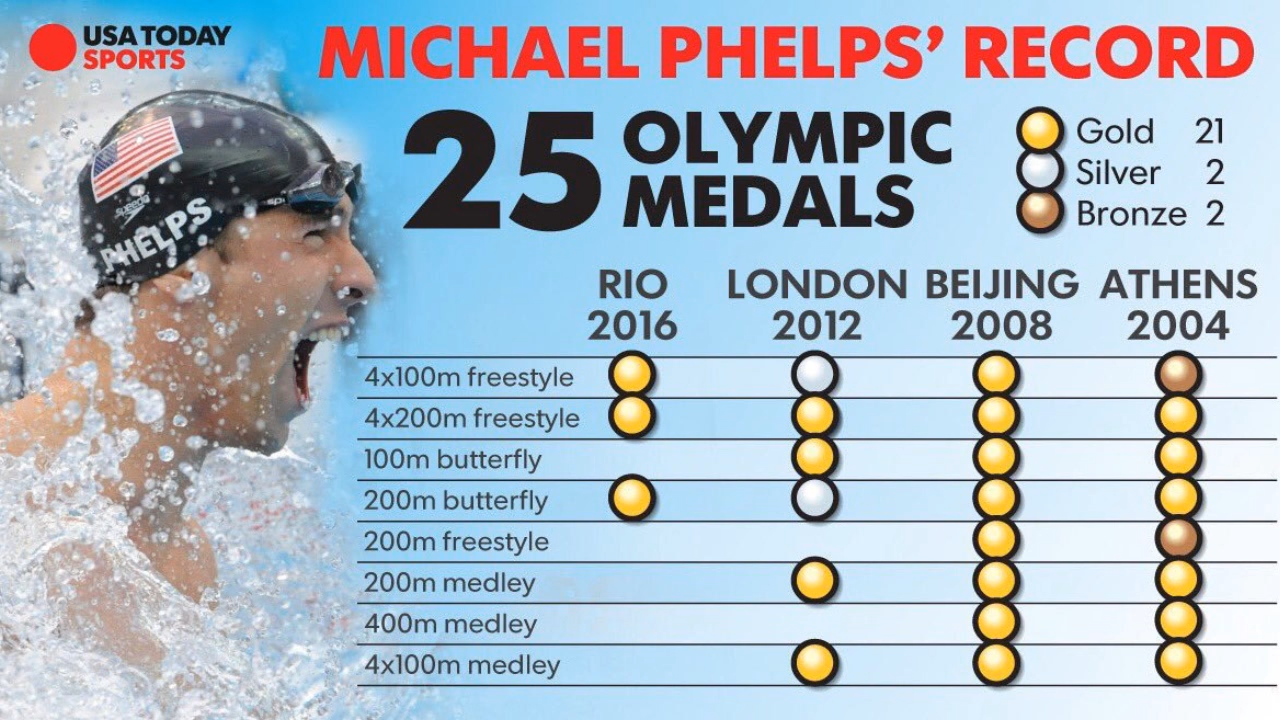 USA TODAY
SPORTS
MICHAEL PHELPS’ RECORD
25 OLYMPIC
MEDALS
Gold 21
Silver 2
Bronze 2
speedo
PHELPS
RIO LONDON BEIJING ATHENS
2016 2012 2008 2004
4x100m freestyle
4x200m freestyle
100m butterfly
200m butterfly
200m freestyle
200m medley
400m medley
4x100m medley